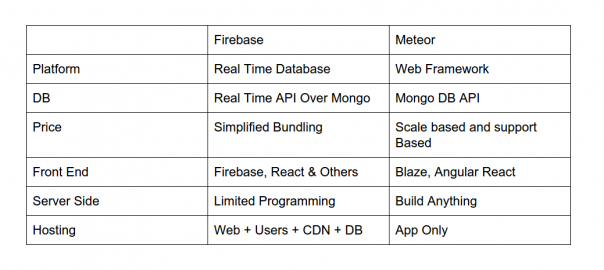 Firebase Meteor
Platform Real Time Database Web Framework
DB Real Time API Over Mongo Mongo DB API
Price Simplified Bundling Scale based and support
Based
Front End Firebase, React & Others Blaze, Angular React
Server Side Limited Programming Build Anything
Hosting Web + Users + CDN + DB App Only